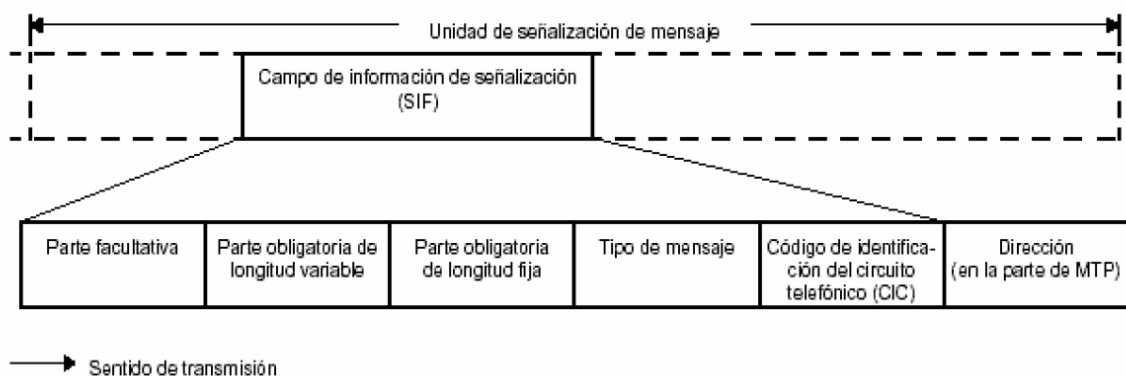 Unidad de señalización de mensaje
Campo de información de señalización
(SIF)
Parte facultativa
Parte obligatoria de
longitud variable
Parte obligatoria
de longitud fija
Tipo de mensaje
Código de identifica-
ción del circuito
telefónico (CIC)
Dirección
(en la parte de MTP)
Sentido de transmisión